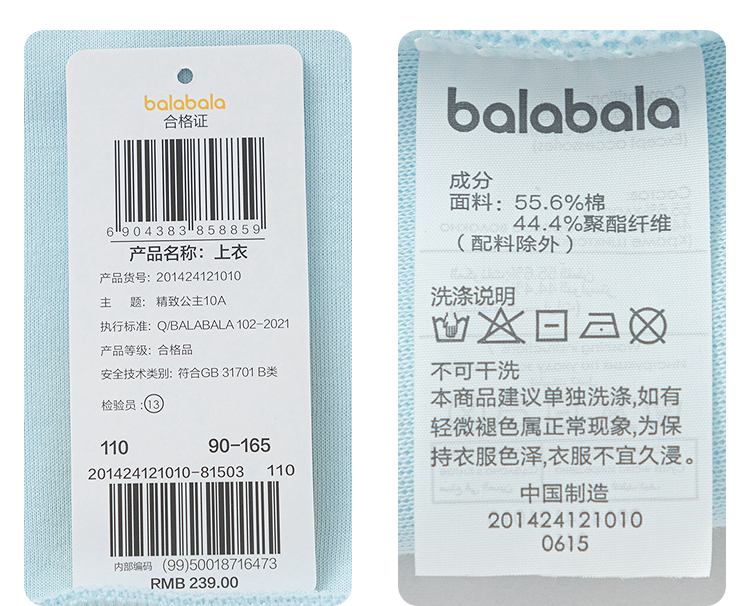 balabala
合格证
6 904383 858859
产品名称：上衣
产品货号：201424121010
主 题：精致公主10A
执行标准：Q/BALABALA 102-2021
产品等级：合格品
安全技术类别：符合GB 31701 B类
检验员：⑬
110 90-165
201424121010-81503 110
内部编码 (99)50018716473
RMB 239.00
balabala
成分
面料：55.6%棉
44.4%聚酯纤维
（配料除外）
洗涤说明
不可干洗
本商品建议单独洗涤,如有
轻微褪色属正常现象,为保
持衣服色泽,衣服不宜久浸。
中国制造
201424121010
0615